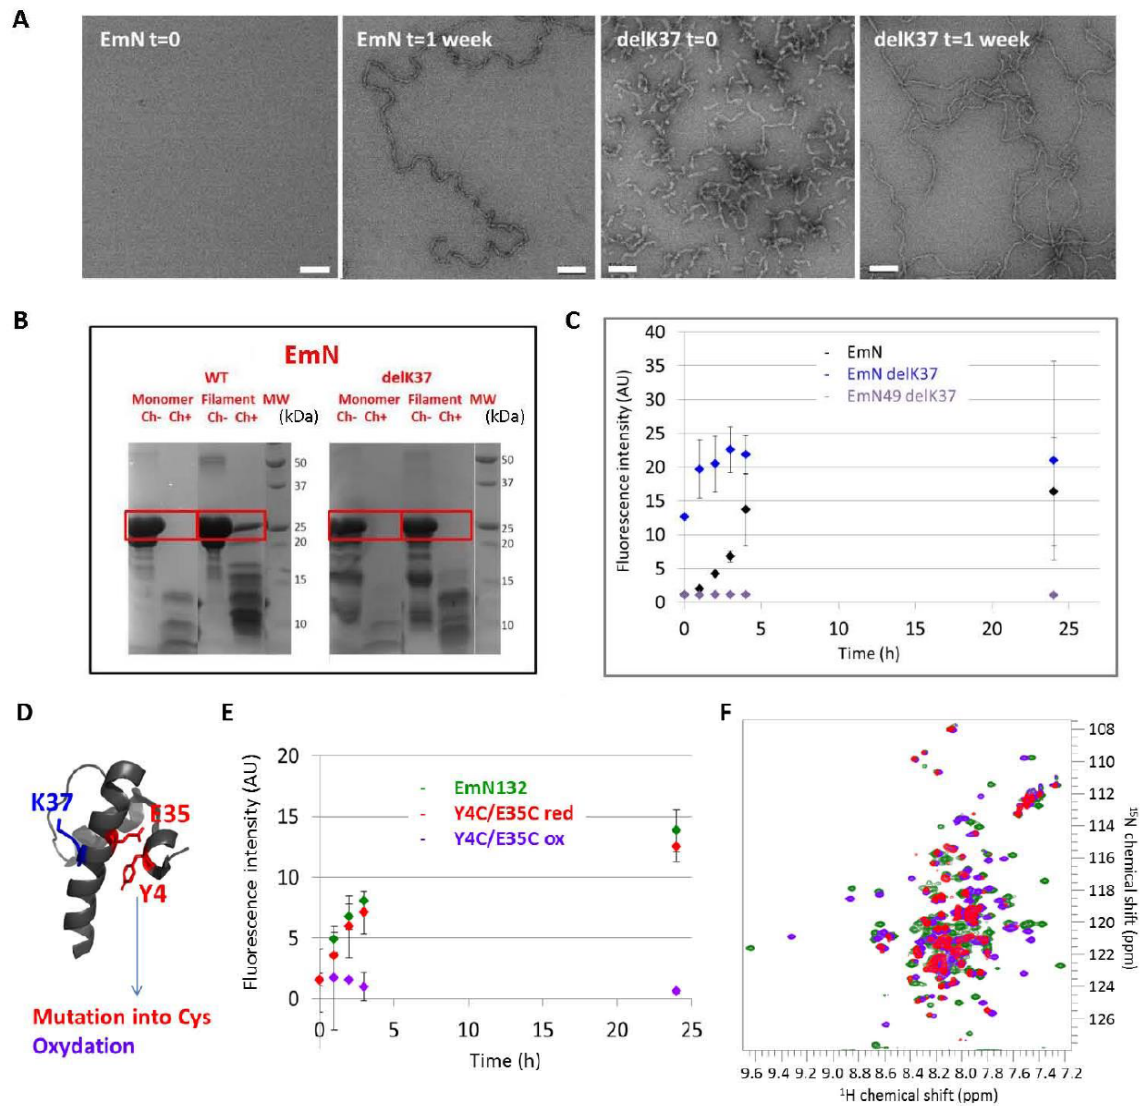 A
EmN t=0
EmN t=1 week
delK37 t=0
delK37 t=1 week
B
EmN
WT
delK37
Monomer Filament MW
Ch- Ch+ Ch- Ch+ (kDa)
Monomer Filament MW
Ch- Ch+ Ch- Ch+ (kDa)
50
37
25
20
15
10
50
37
25
20
15
10
C
Fluorescence intensity (AU)
40
35
30
25
20
15
10
5
0
EmN
EmN delK37
EmN49 delK37
0 5 10 15 20 25
Time (h)
D
K37
E35
Y4
Mutation into Cys
Oxydation
E
Fluorescence intensity (AU)
20
15
10
5
0
EmN132
Y4C/E35C red
Y4C/E35C ox
0 5 10 15 20 25
Time (h)
F
108
110
112
114
116
118
120
122
124
126
15N chemical shift (ppm)
9.6 9.4 9.2 9.0 8.8 8.6 8.4 8.2 8.0 7.8 7.6 7.4 7.2
1H chemical shift (ppm)